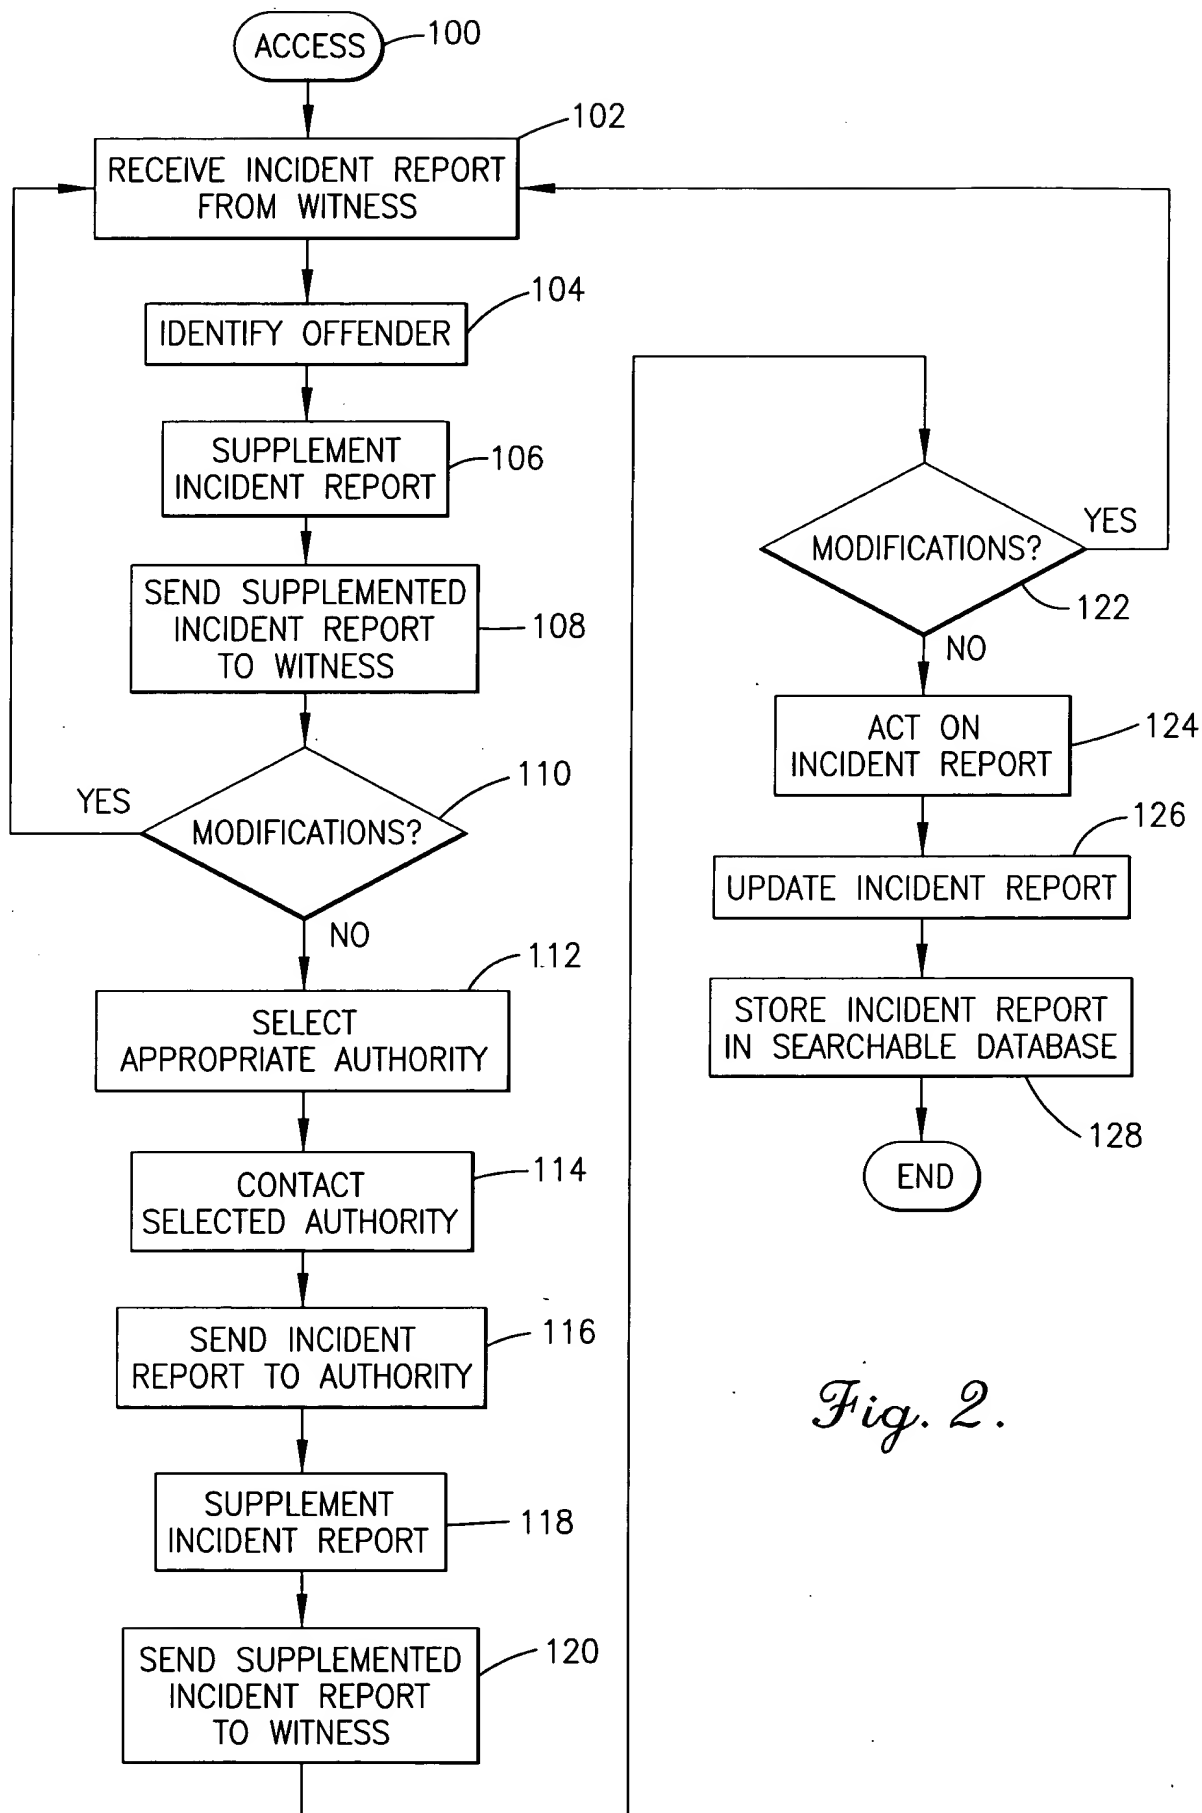 ACCESS
100
102
RECEIVE INCIDENT REPORT
FROM WITNESS
104
IDENTIFY OFFENDER
SUPPLEMENT
INCIDENT REPORT
106
SEND SUPPLEMENTED
INCIDENT REPORT
TO WITNESS
108
110
YES
MODIFICATIONS?
NO
112
SELECT
APPROPRIATE AUTHORITY
114
CONTACT
SELECTED AUTHORITY
116
SEND INCIDENT
REPORT TO AUTHORITY
SUPPLEMENT
INCIDENT REPORT
118
120
SEND SUPPLEMENTED
INCIDENT REPORT
TO WITNESS
YES
MODIFICATIONS?
122
NO
ACT ON
INCIDENT REPORT
124
126
UPDATE INCIDENT REPORT
STORE INCIDENT REPORT
IN SEARCHABLE DATABASE
128
END
Fig. 2.